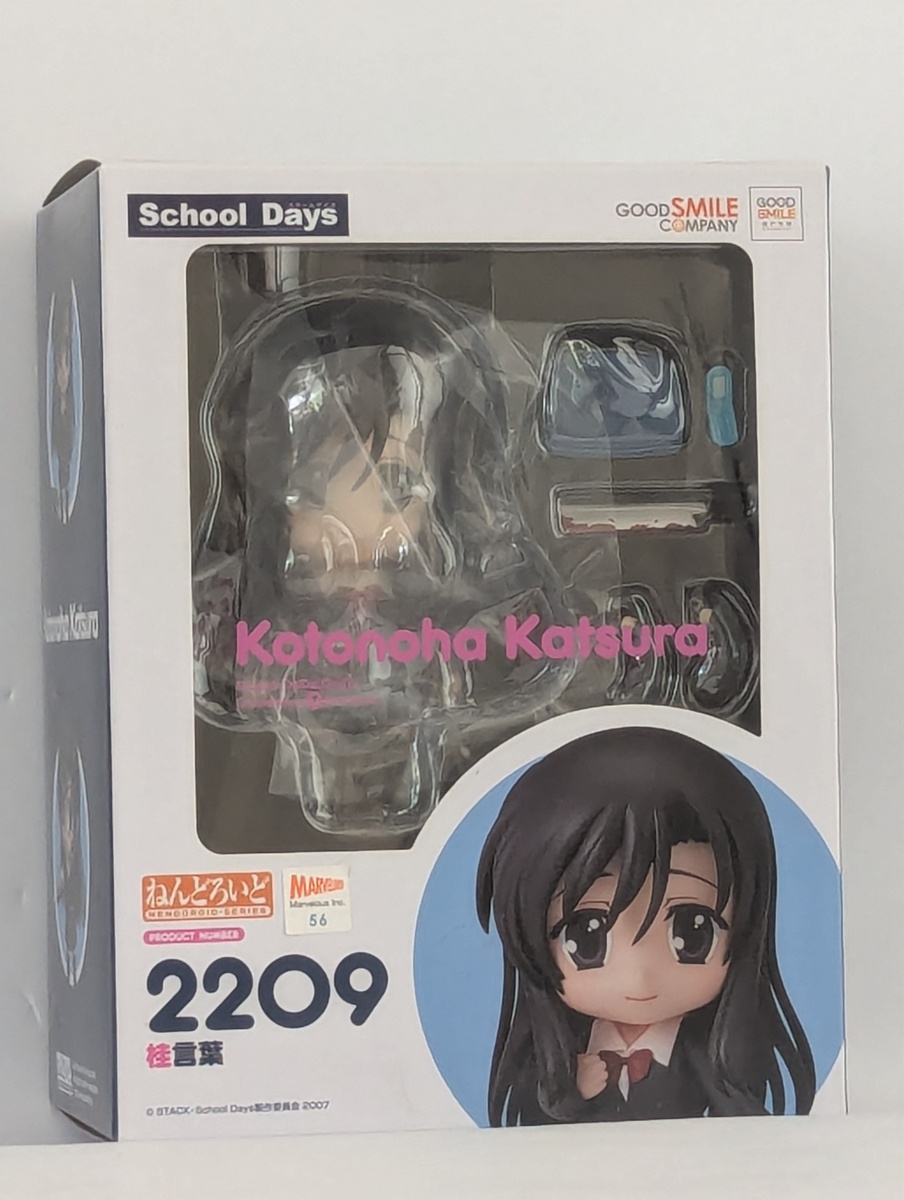 School Days
GOOD SMILE
COMPANY
GOOD
SMILE
Kotonoha Katsura
Kotonoha Katsura
ねんどろいど
NENDOROID-SERIES
MARVELOUS
Marvelous Inc.
56
PRODUCT NUMBER
2209
桂言葉
© STACK・School Days製作委員会 2007